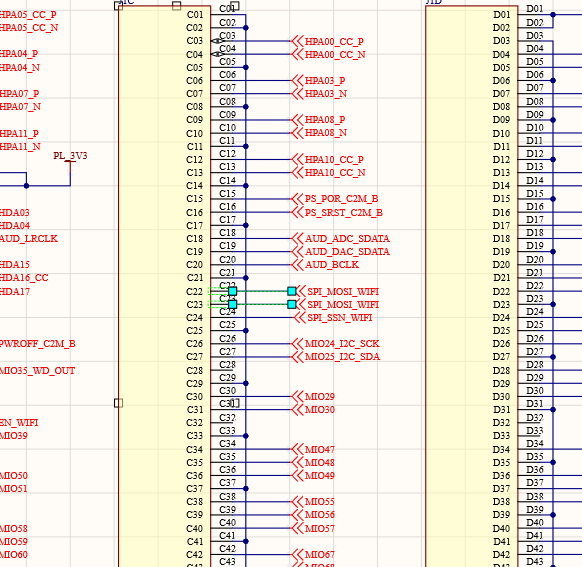 J1C J1D
HPA05_CC_P C01 C01 D01 D01
HPA05_CC_N C02 C02 D02 D02
C03 C03 HPA00_CC_P D03 D03
HPA04_P C04 C04 HPA00_CC_N D04 D04
HPA04_N C05 C05 D05 D05
C06 C06 HPA03_P D06 D06
HPA07_P C07 C07 HPA03_N D07 D07
HPA07_N C08 C08 D08 D08
C09 C09 HPA08_P D09 D09
HPA11_P C10 C10 HPA08_N D10 D10
HPA11_N C11 C11 D11 D11
PL_3V3
C12 C12 HPA10_CC_P D12 D12
C13 C13 HPA10_CC_N D13 D13
C14 C14 D14 D14
C15 C15 PS_POR_C2M_B D15 D15
HDA03 C16 C16 PS_SRST_C2M_B D16 D16
HDA04 C17 C17 D17 D17
AUD_LRCLK C18 C18 AUD_ADC_SDATA D18 D18
C19 C19 AUD_DAC_SDATA D19 D19
HDA15 C20 C20 AUD_BCLK D20 D20
HDA16_CC C21 C21 D21 D21
HDA17 C22 C22 SPI_MOSI_WIFI D22 D22
C23 C23 SPI_MOSI_WIFI D23 D23
C24 C24 SPI_SSN_WIFI D24 D24
C25 C25 D25 D25
PWROFF_C2M_B C26 C26 MIO24_I2C_SCK D26 D26
C27 C27 MIO25_I2C_SDA D27 D27
MIO35_WD_OUT C28 C28 D28 D28
C29 C29 D29 D29
C30 C30 MIO29 D30 D30
C31 C31 MIO30 D31 D31
EN_WIFI C32 C32 D32 D32
MIO39 C33 C33 D33 D33
C34 C34 MIO47 D34 D34
C35 C35 MIO48 D35 D35
MIO50 C36 C36 MIO49 D36 D36
MIO51 C37 C37 D37 D37
C38 C38 MIO55 D38 D38
C39 C39 MIO56 D39 D39
MIO58 C40 C40 MIO57 D40 D40
MIO59 C41 C41 D41 D41
MIO60 C42 C42 MIO67 D42 D42
C43 C43 MIO68 D43 D43